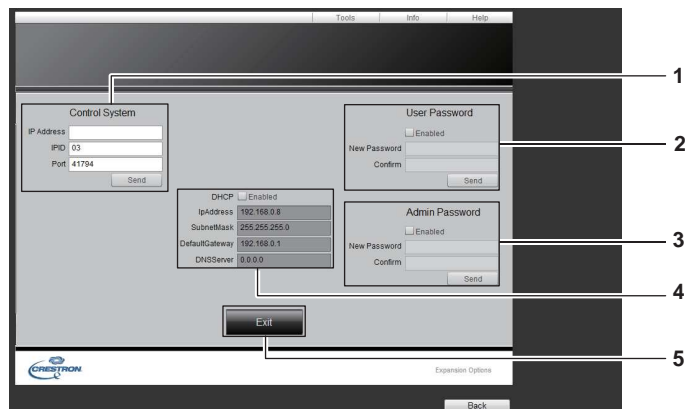 Tools Info Help
Control System
IP Address
IPID 03
Port 41794
Send
1
User Password
Enabled
New Password
Confirm
Send
2
DHCP Enabled
IpAddress 192.168.0.8
SubnetMask 255.255.255.0
DefaultGateway 192.168.0.1
DNSServer 0.0.0.0
Admin Password
Enabled
New Password
Confirm
Send
3
4
Exit
5
CRESTRON
Expansion Options
Back